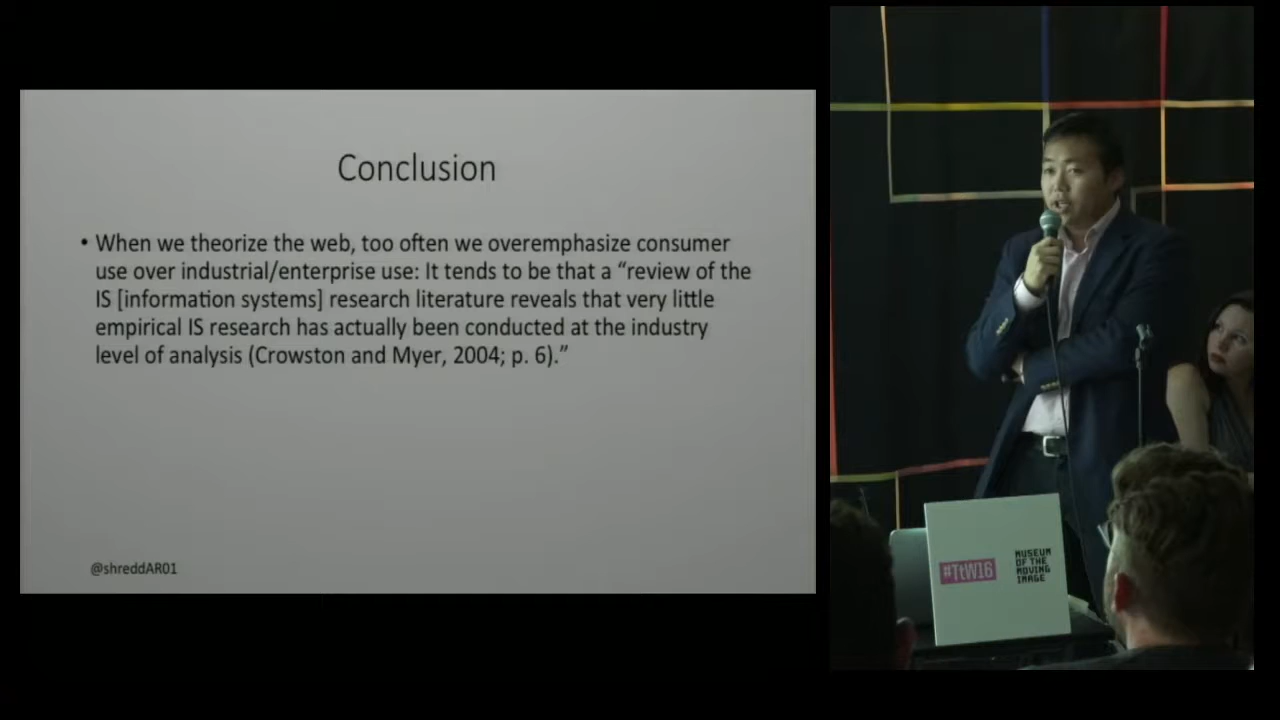 Conclusion
• When we theorize the web, too often we overemphasize consumer
use over industrial/enterprise use: It tends to be that a “review of the
IS [information systems] research literature reveals that very little
empirical IS research has actually been conducted at the industry
level of analysis (Crowston and Myer, 2004; p. 6).”
@shreddAR01
#TtW16
MUSEUM
OF THE
MOVING
IMAGE